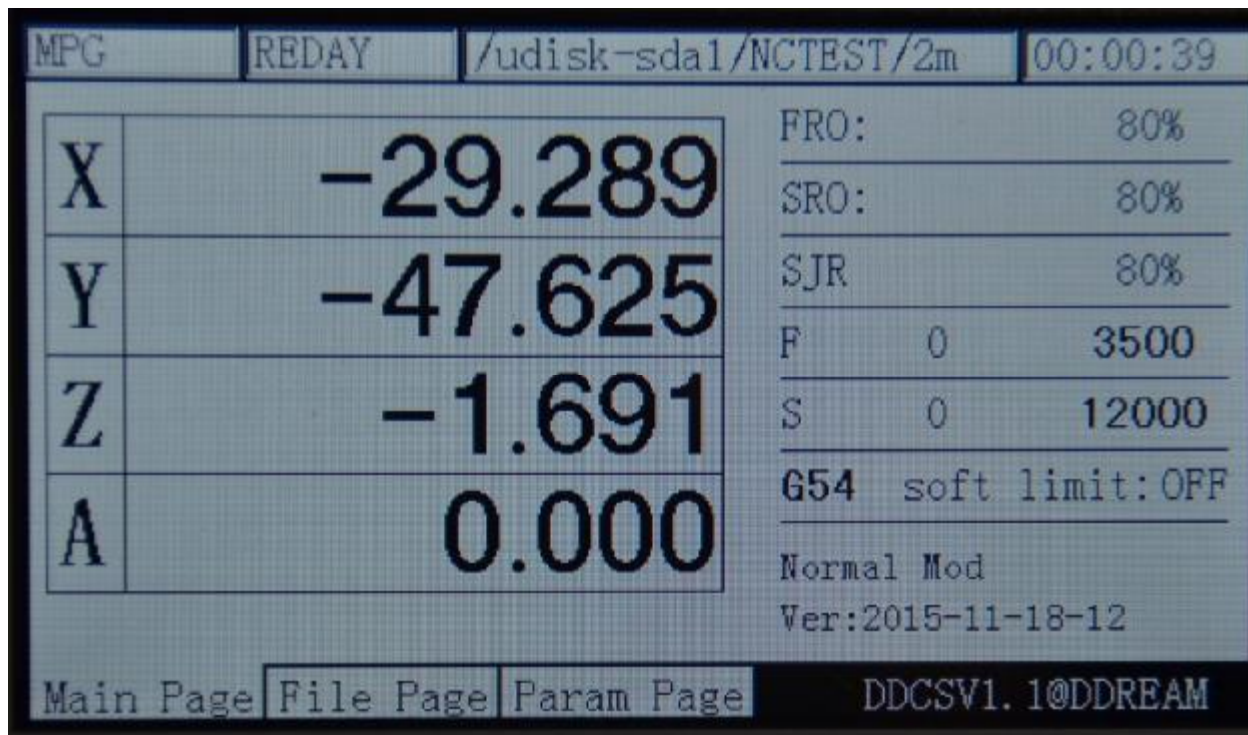 MPG REDAY /udisk-sda1/NCTEST/2m 00:00:39
X -29.289
Y -47.625
Z -1.691
A 0.000
FRO: 80%
SRO: 80%
SJR 80%
F 0 3500
S 0 12000
G54 soft limit:OFF
Normal Mod
Ver:2015-11-18-12
Main Page File Page Param Page DDCSV1.1@DDREAM